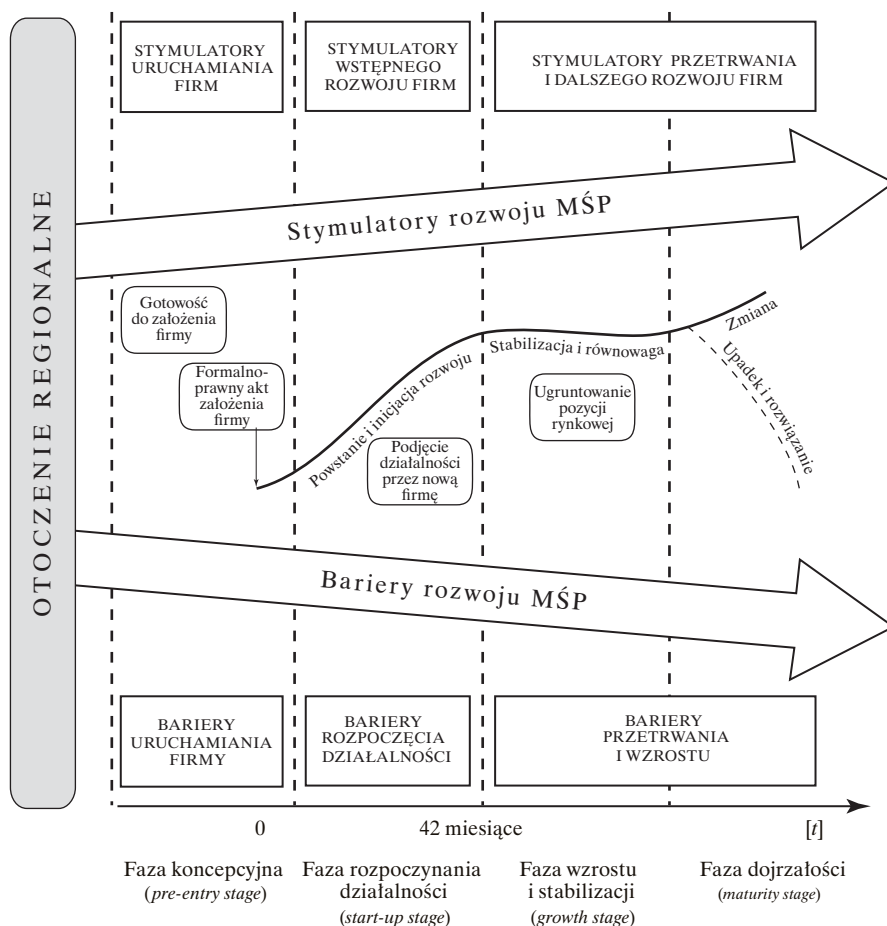 OTOCZENIE REGIONALNE
STYMULATORY
URUCHAMIANIA
FIRM
STYMULATORY
WSTĘPNEGO
ROZWOJU FIRM
STYMULATORY PRZETRWANIA
I DALSZEGO ROZWOJU FIRM
Stymulatory rozwoju MŚP
Gotowość
do założenia
firmy
Formalno-
prawny akt
założenia
firmy
Powstanie i inicjacja rozwoju
Podjęcie
działalności
przez nową
firmę
Stabilizacja i równowaga
Ugruntowanie
pozycji
rynkowej
Zmiana
Upadek i rozwiązanie
Bariery rozwoju MŚP
BARIERY
URUCHAMIANIA
FIRMY
BARIERY
ROZPOCZĘCIA
DZIAŁALNOŚCI
BARIERY
PRZETRWANIA
I WZROSTU
0
42 miesiące
[t]
Faza koncepcyjna
(pre-entry stage)
Faza rozpoczynania
działalności
(start-up stage)
Faza wzrostu
i stabilizacji
(growth stage)
Faza dojrzałości
(maturity stage)